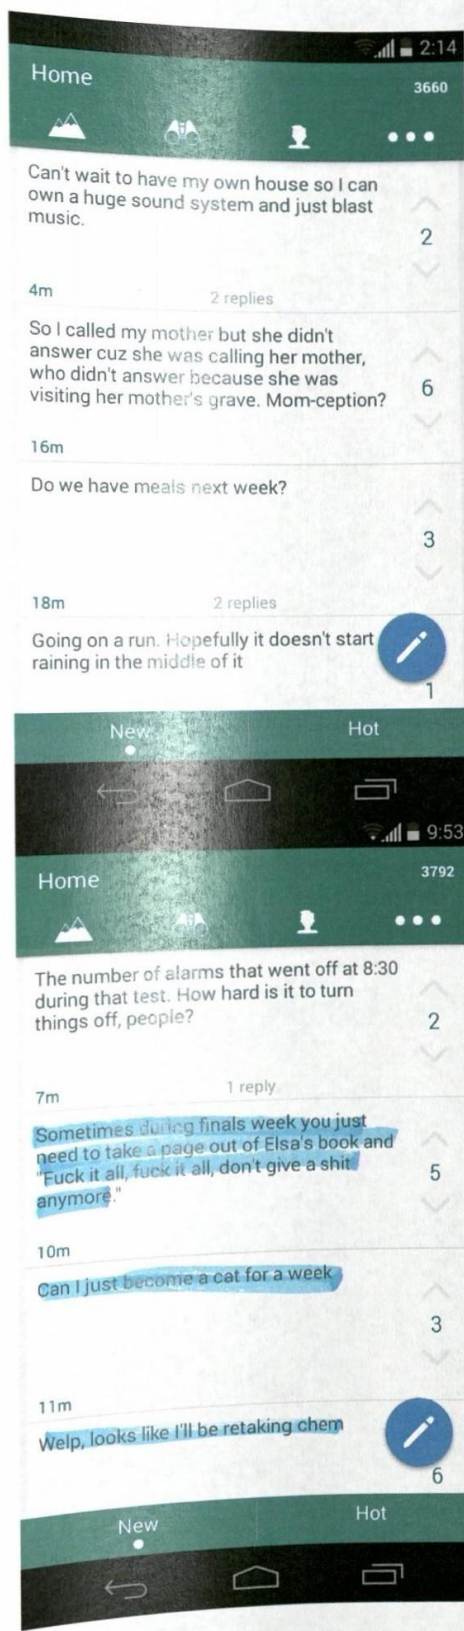 2:14
Home
3660
Can't wait to have my own house so I can
own a huge sound system and just blast
music.
2
4m
2 replies
So I called my mother but she didn't
answer cuz she was calling her mother,
who didn't answer because she was
visiting her mother's grave. Mom-ception?
6
16m
Do we have meals next week?
3
18m
2 replies
Going on a run. Hopefully it doesn't start
raining in the middle of it
1
New
Hot
9:53
Home
3792
The number of alarms that went off at 8:30
during that test. How hard is it to turn
things off, people?
2
7m
1 reply
Sometimes during finals week you just
need to take a page out of Elsa's book and
"Fuck it all, fuck it all, don't give a shit
anymore."
5
10m
Can I just become a cat for a week
3
11m
Welp, looks like I'll be retaking chem
6
New
Hot